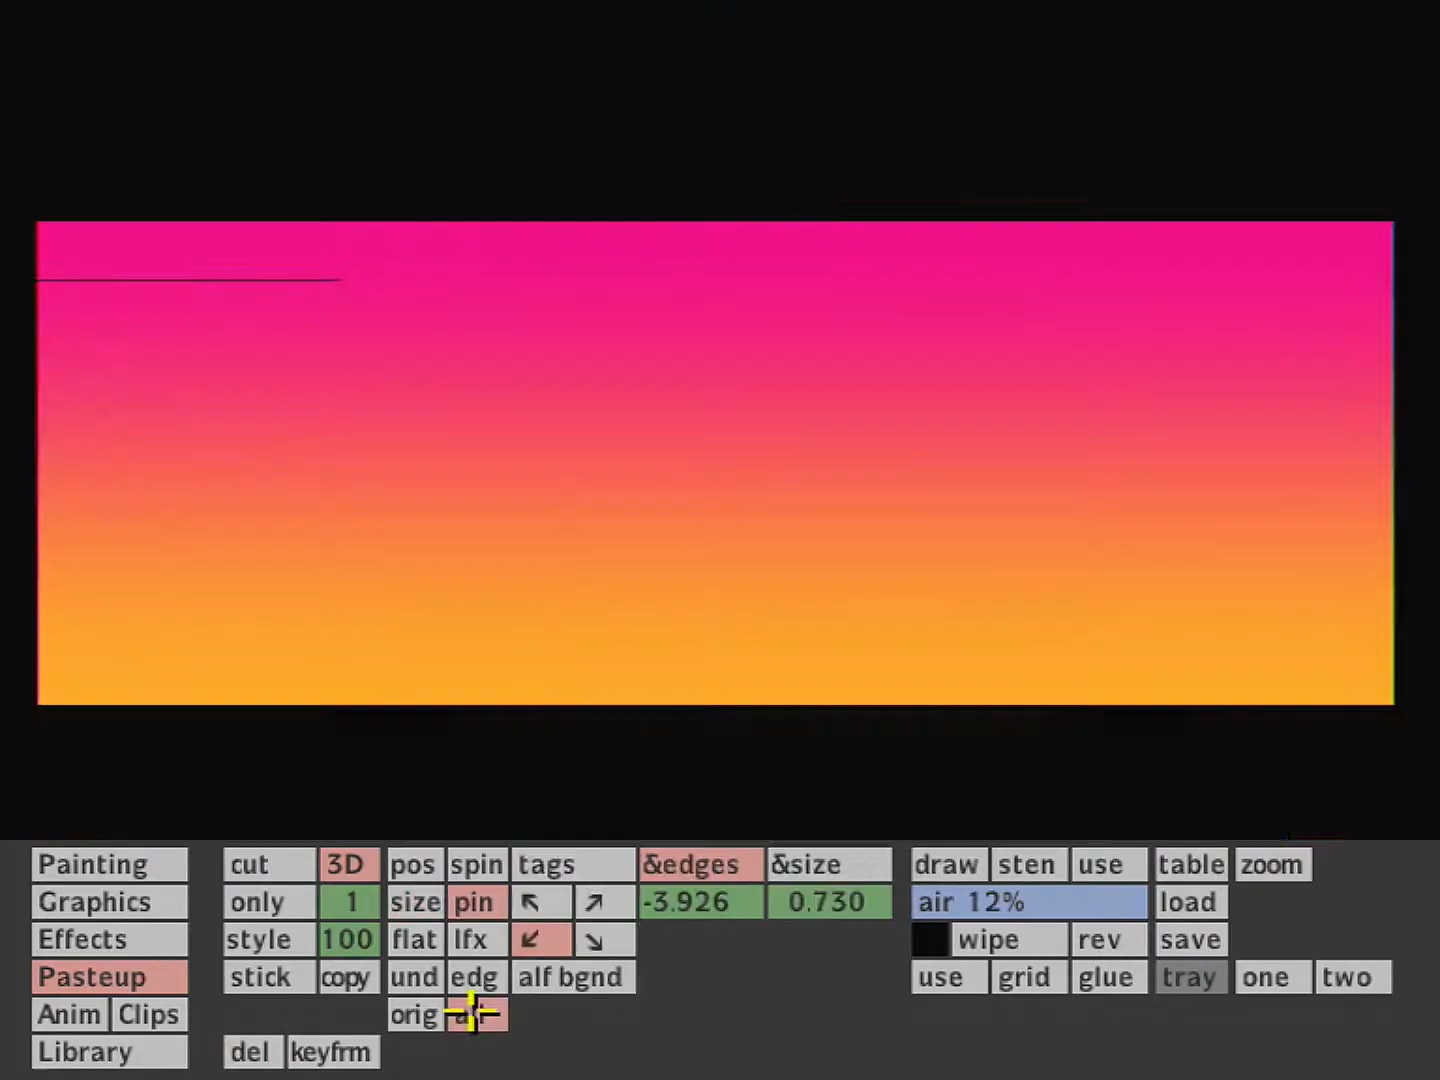 Painting cut 3D pos spin tags &edges &size draw sten use table zoom
Graphics only 1 size pin -3.926 0.730 air 12% load
Effects style 100 flat lfx wipe rev save
Pasteup stick copy und edg alf bgnd use grid glue tray one two
Anim Clips orig
Library del keyfrm